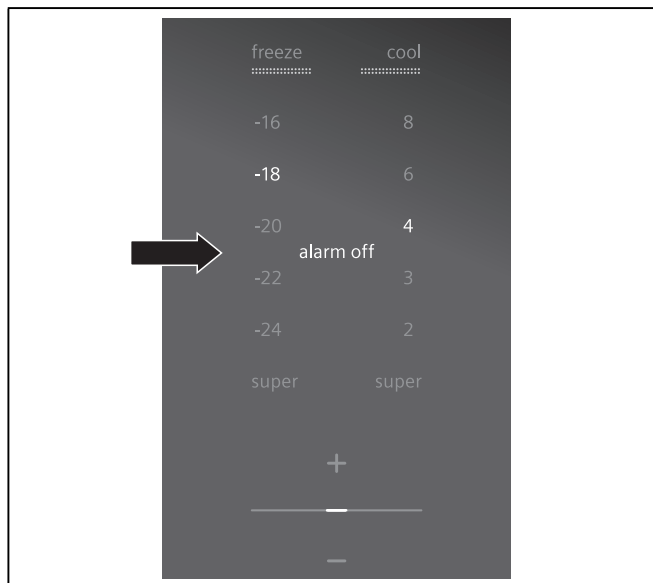 freeze cool
-16 8
-18 6
-20 4
alarm off
-22 3
-24 2
super super
+
–